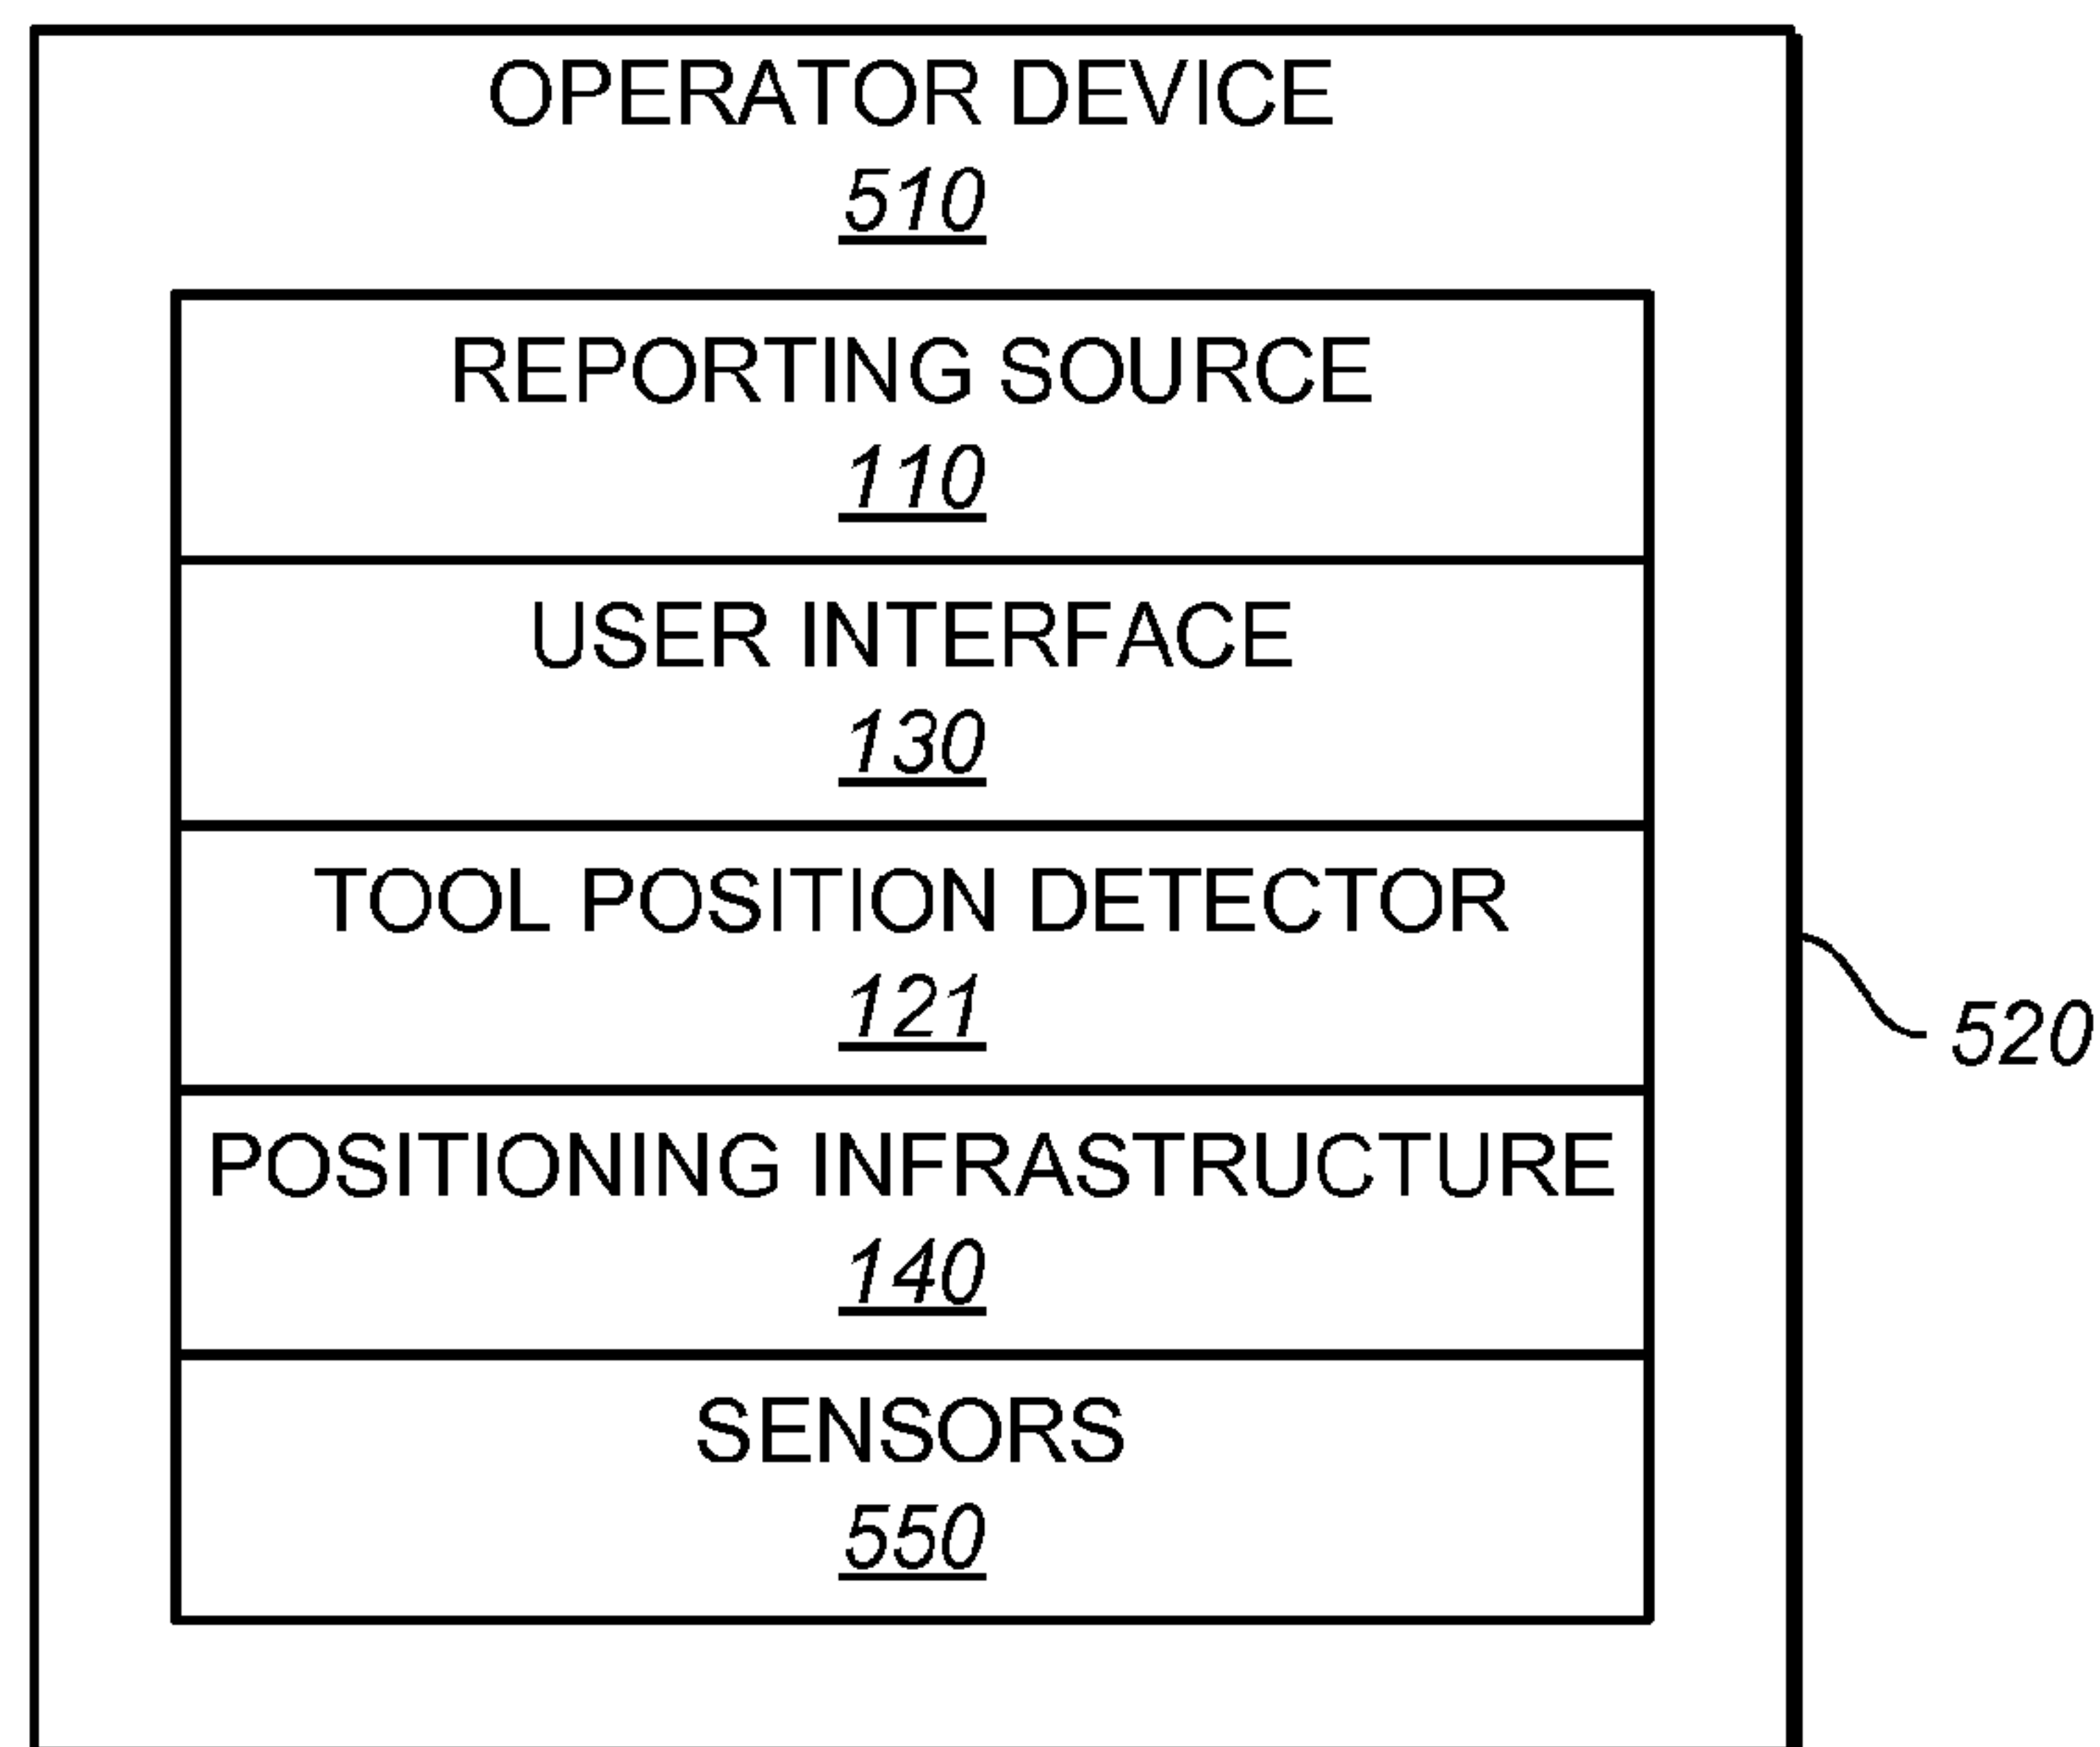 OPERATOR DEVICE
510
REPORTING SOURCE
110
USER INTERFACE
130
TOOL POSITION DETECTOR
121
POSITIONING INFRASTRUCTURE
140
SENSORS
550
520